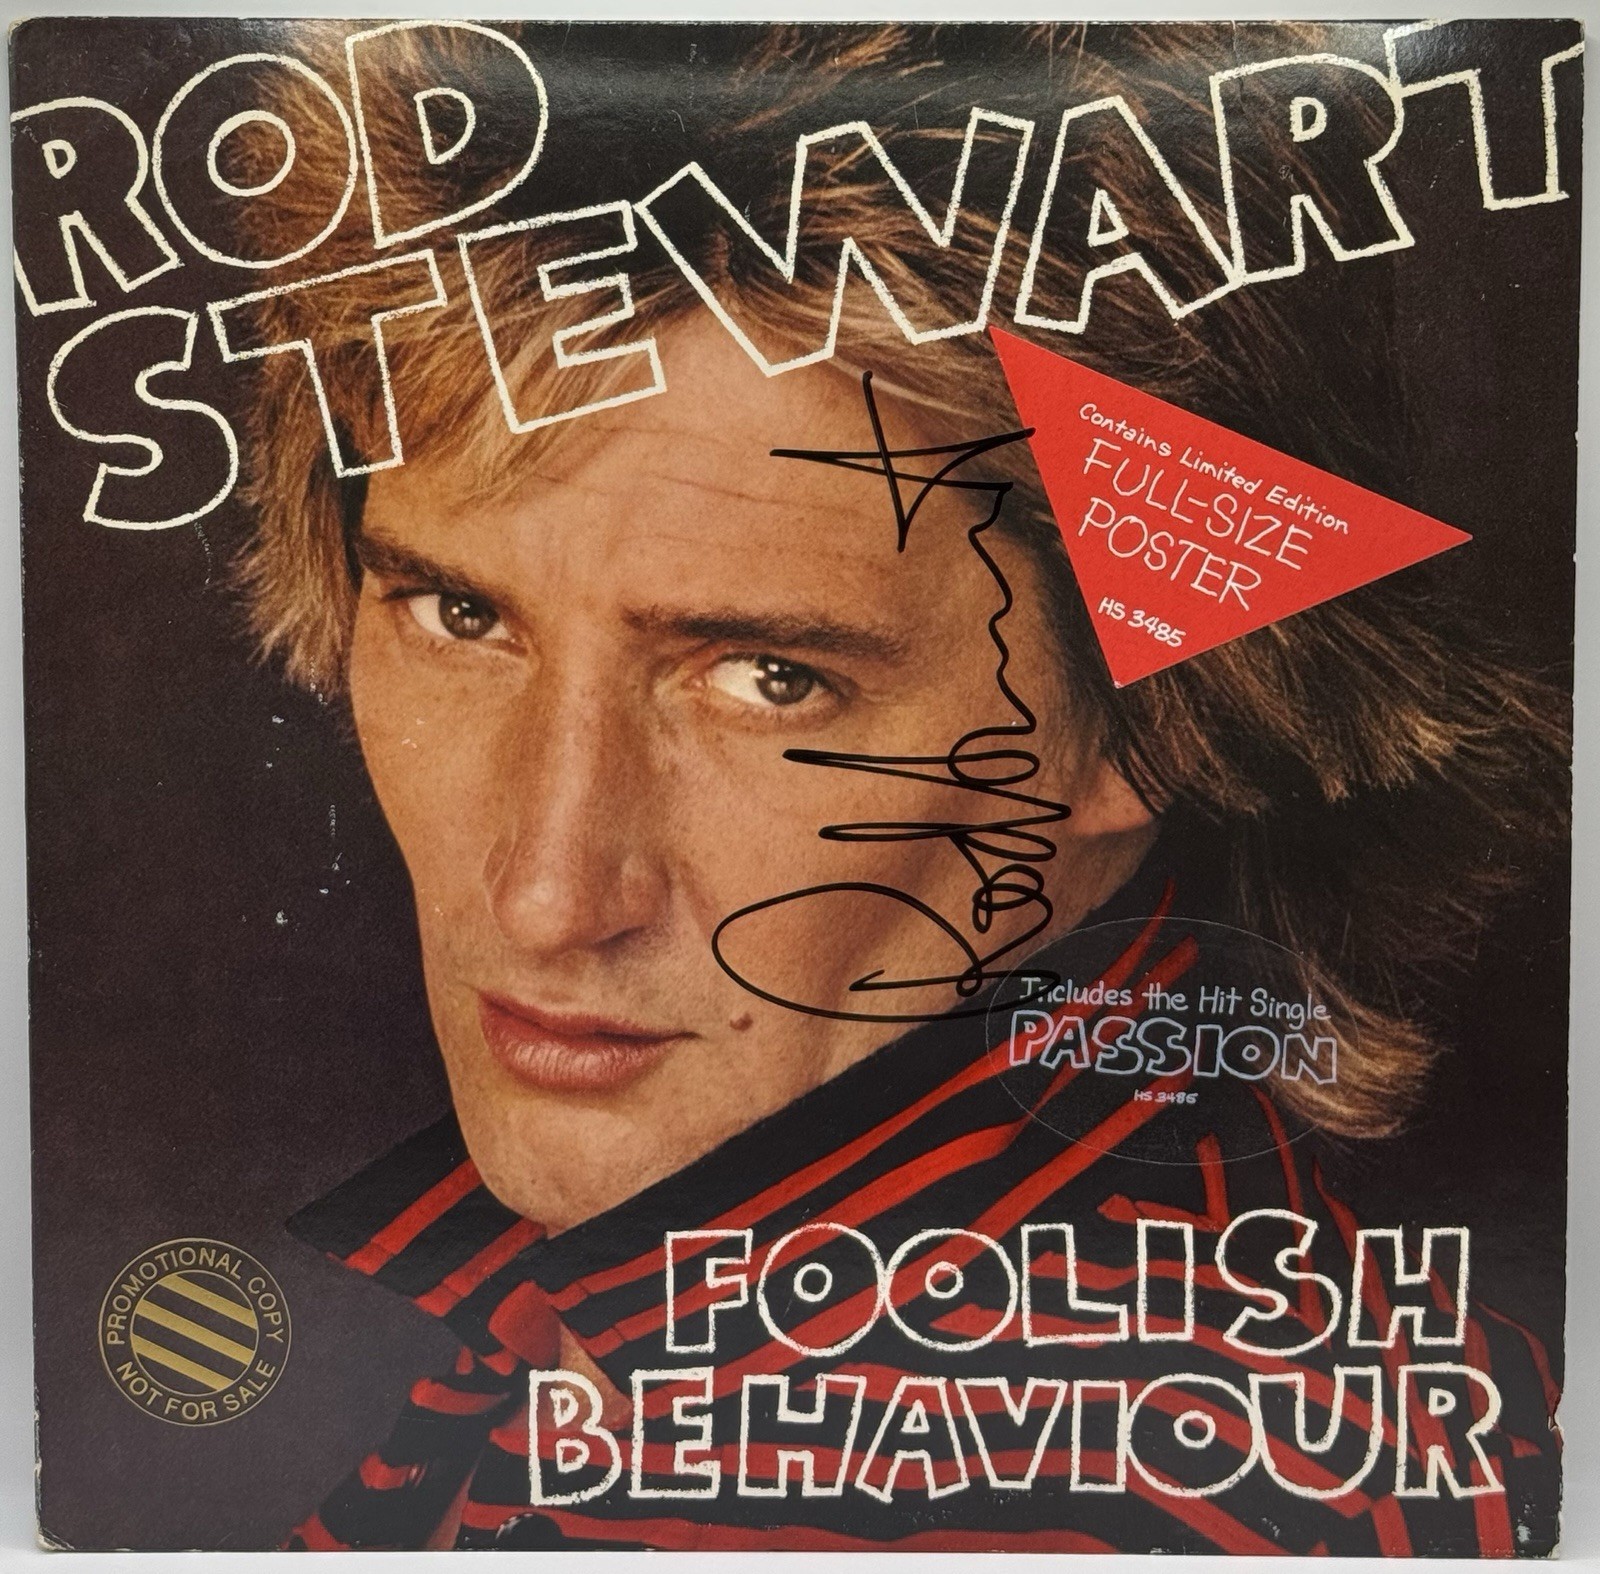 ROD
STEWART
Contains Limited Edition
FULL-SIZE
POSTER
HS 3485
Includes the Hit Single
PASSION
HS 3485
FOOLISH
BEHAVIOUR
PROMOTIONAL COPY
NOT FOR SALE